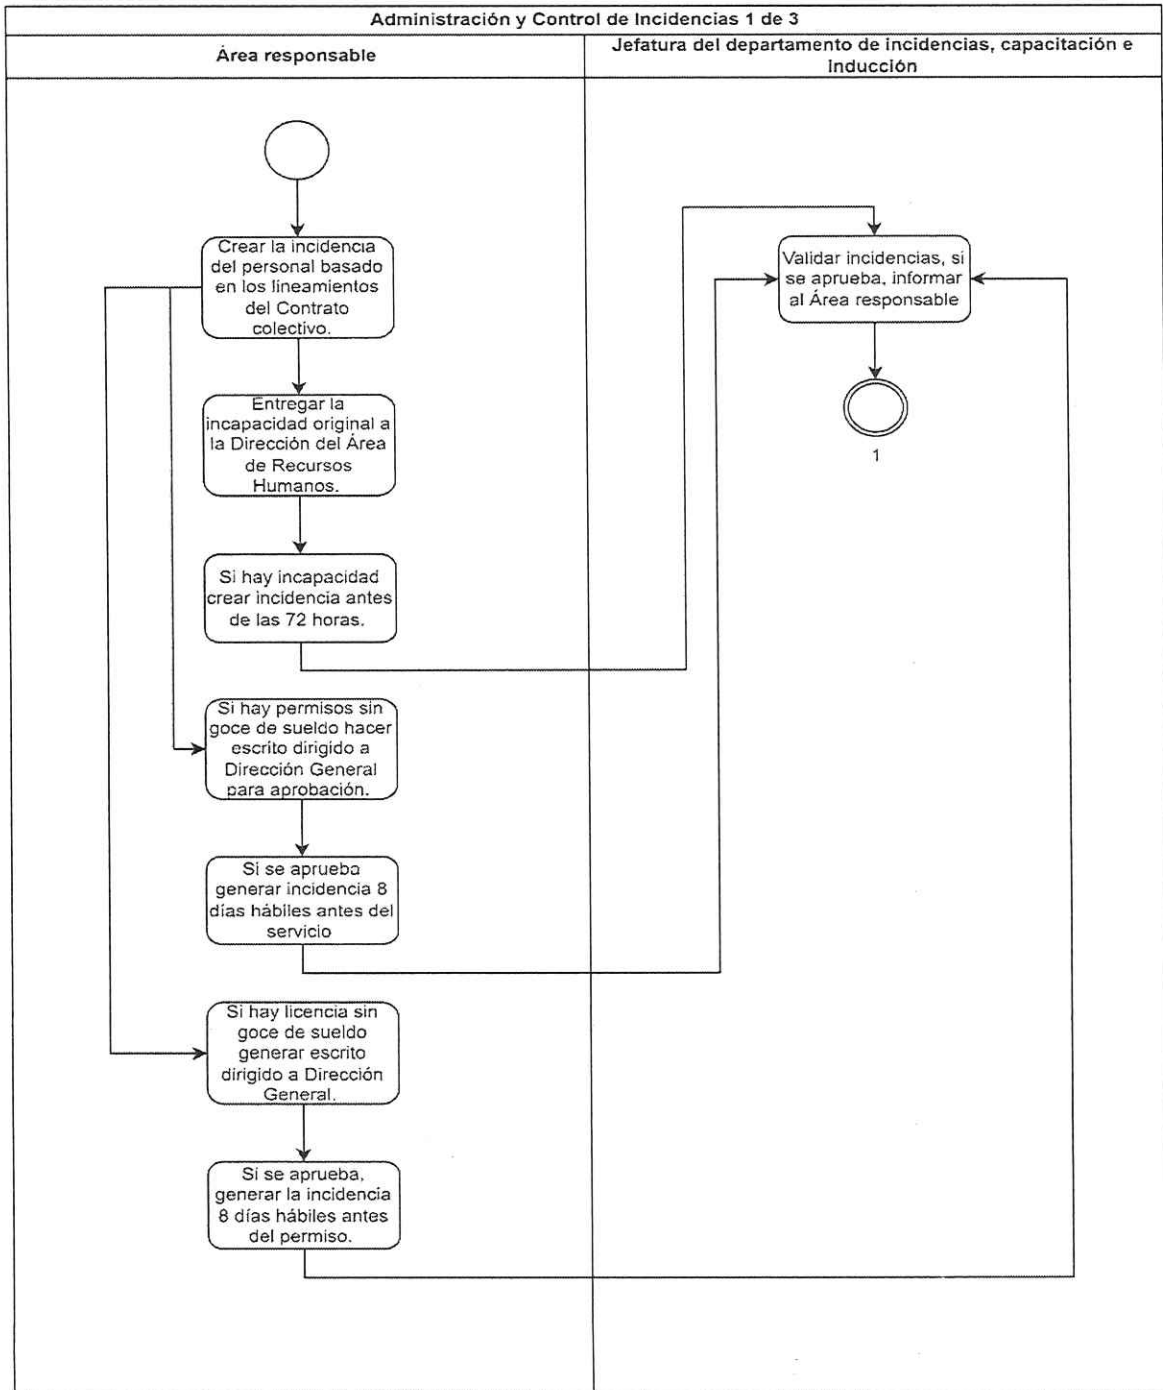 Administración y Control de Incidencias 1 de 3
Área responsable
Jefatura del departamento de incidencias, capacitación e
Inducción
Crear la incidencia
del personal basado
en los lineamientos
del Contrato
colectivo.
Entregar la
incapacidad original a
la Dirección del Área
de Recursos
Humanos.
Si hay incapacidad
crear incidencia antes
de las 72 horas.
Si hay permisos sin
goce de sueldo hacer
escrito dirigido a
Dirección General
para aprobación.
Si se aprueba
generar incidencia 8
días hábiles antes del
servicio
Si hay licencia sin
goce de sueldo
generar escrito
dirigido a Dirección
General.
Si se aprueba,
generar la incidencia
8 días hábiles antes
del permiso.
Validar incidencias, si
se aprueba, informar
al Área responsable
1